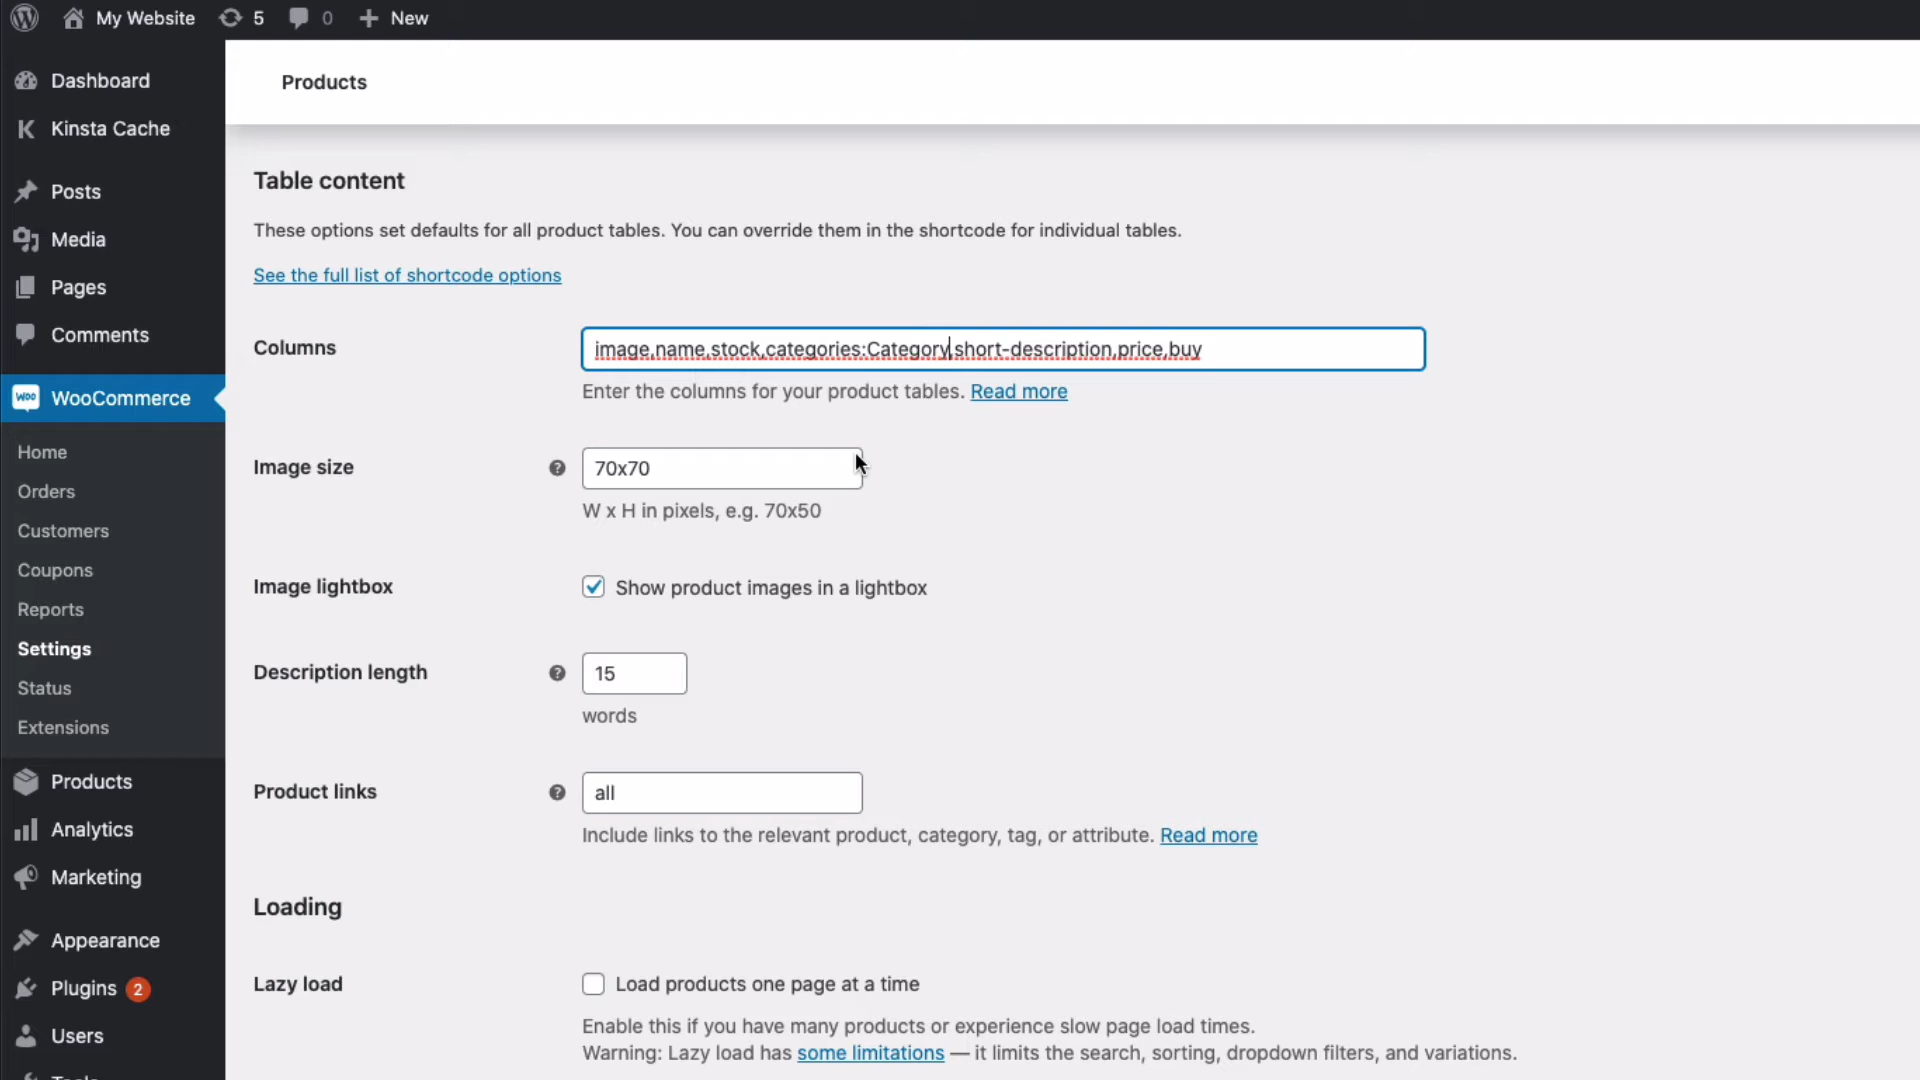 My Website 5 0 New
Dashboard
Kinsta Cache
Posts
Media
Pages
Comments
WooCommerce
Home
Orders
Customers
Coupons
Reports
Settings
Status
Extensions
Products
Analytics
Marketing
Appearance
Plugins 2
Users
Products
Table content
These options set defaults for all product tables. You can override them in the shortcode for individual tables.
See the full list of shortcode options
Columns image,name,stock,categories:Category,short-description,price,buy
Enter the columns for your product tables. Read more
Image size ? 70x70
W x H in pixels, e.g. 70x50
Image lightbox Show product images in a lightbox
Description length ? 15
words
Product links ? all
Include links to the relevant product, category, tag, or attribute. Read more
Loading
Lazy load Load products one page at a time
Enable this if you have many products or experience slow page load times.
Warning: Lazy load has some limitations — it limits the search, sorting, dropdown filters, and variations.